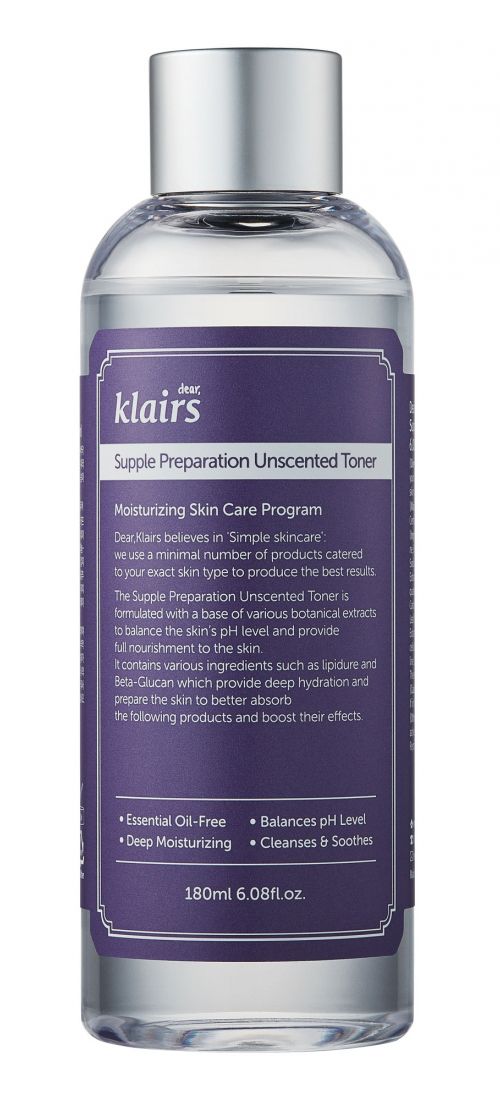 dear,
klairs
Supple Preparation Unscented Toner
Moisturizing Skin Care Program
Dear,Klairs believes in 'Simple skincare':
we use a minimal number of products catered
to your exact skin type to produce the best results.
The Supple Preparation Unscented Toner is
formulated with a base of various botanical extracts
to balance the skin's pH level and provide
full nourishment to the skin.
It contains various ingredients such as lipidure and
Beta-Glucan which provide deep hydration and
prepare the skin to better absorb
the following products and boost their effects.
• Essential Oil-Free • Balances pH Level
• Deep Moisturizing • Cleanses & Soothes
180ml 6.08fl.oz.